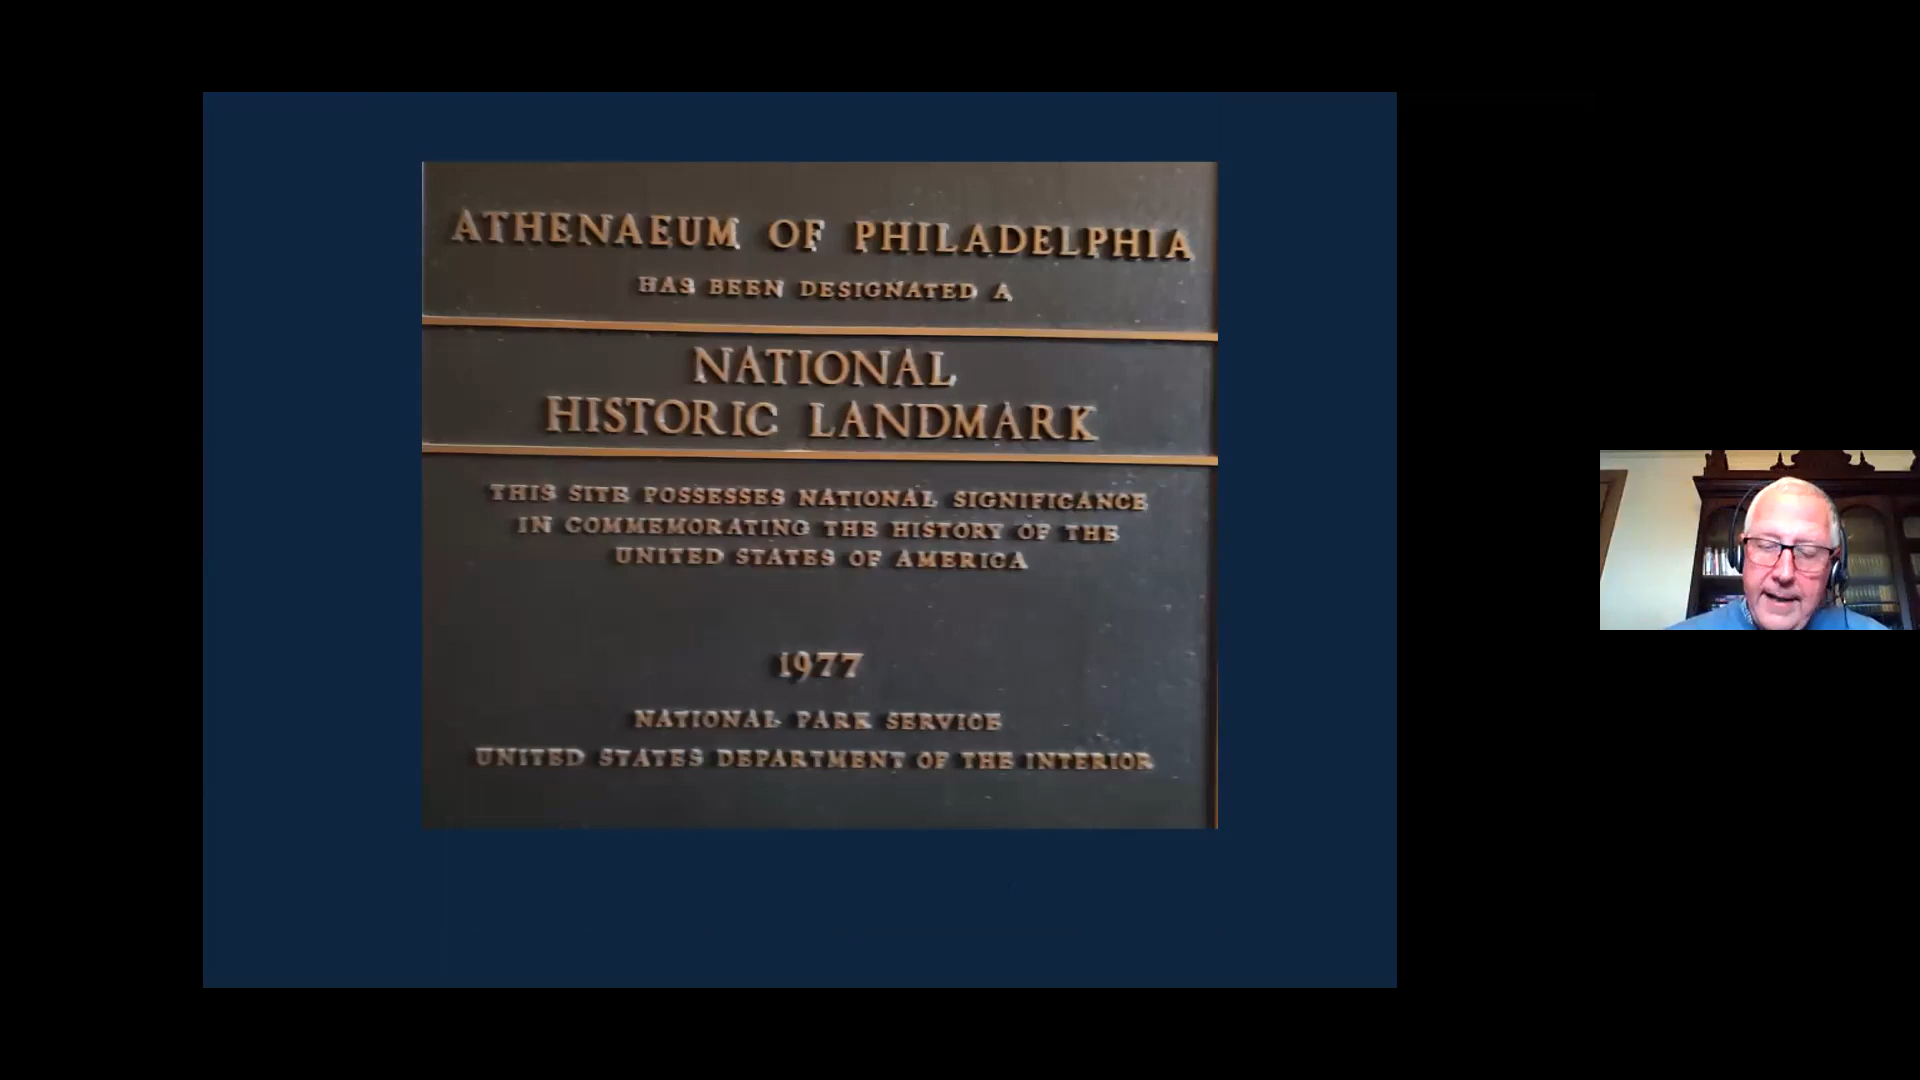 ATHENAEUM OF PHILADELPHIA
HAS BEEN DESIGNATED A
NATIONAL
HISTORIC LANDMARK
THIS SITE POSSESSES NATIONAL SIGNIFICANCE
IN COMMEMORATING THE HISTORY OF THE
UNITED STATES OF AMERICA
1977
NATIONAL PARK SERVICE
UNITED STATES DEPARTMENT OF THE INTERIOR